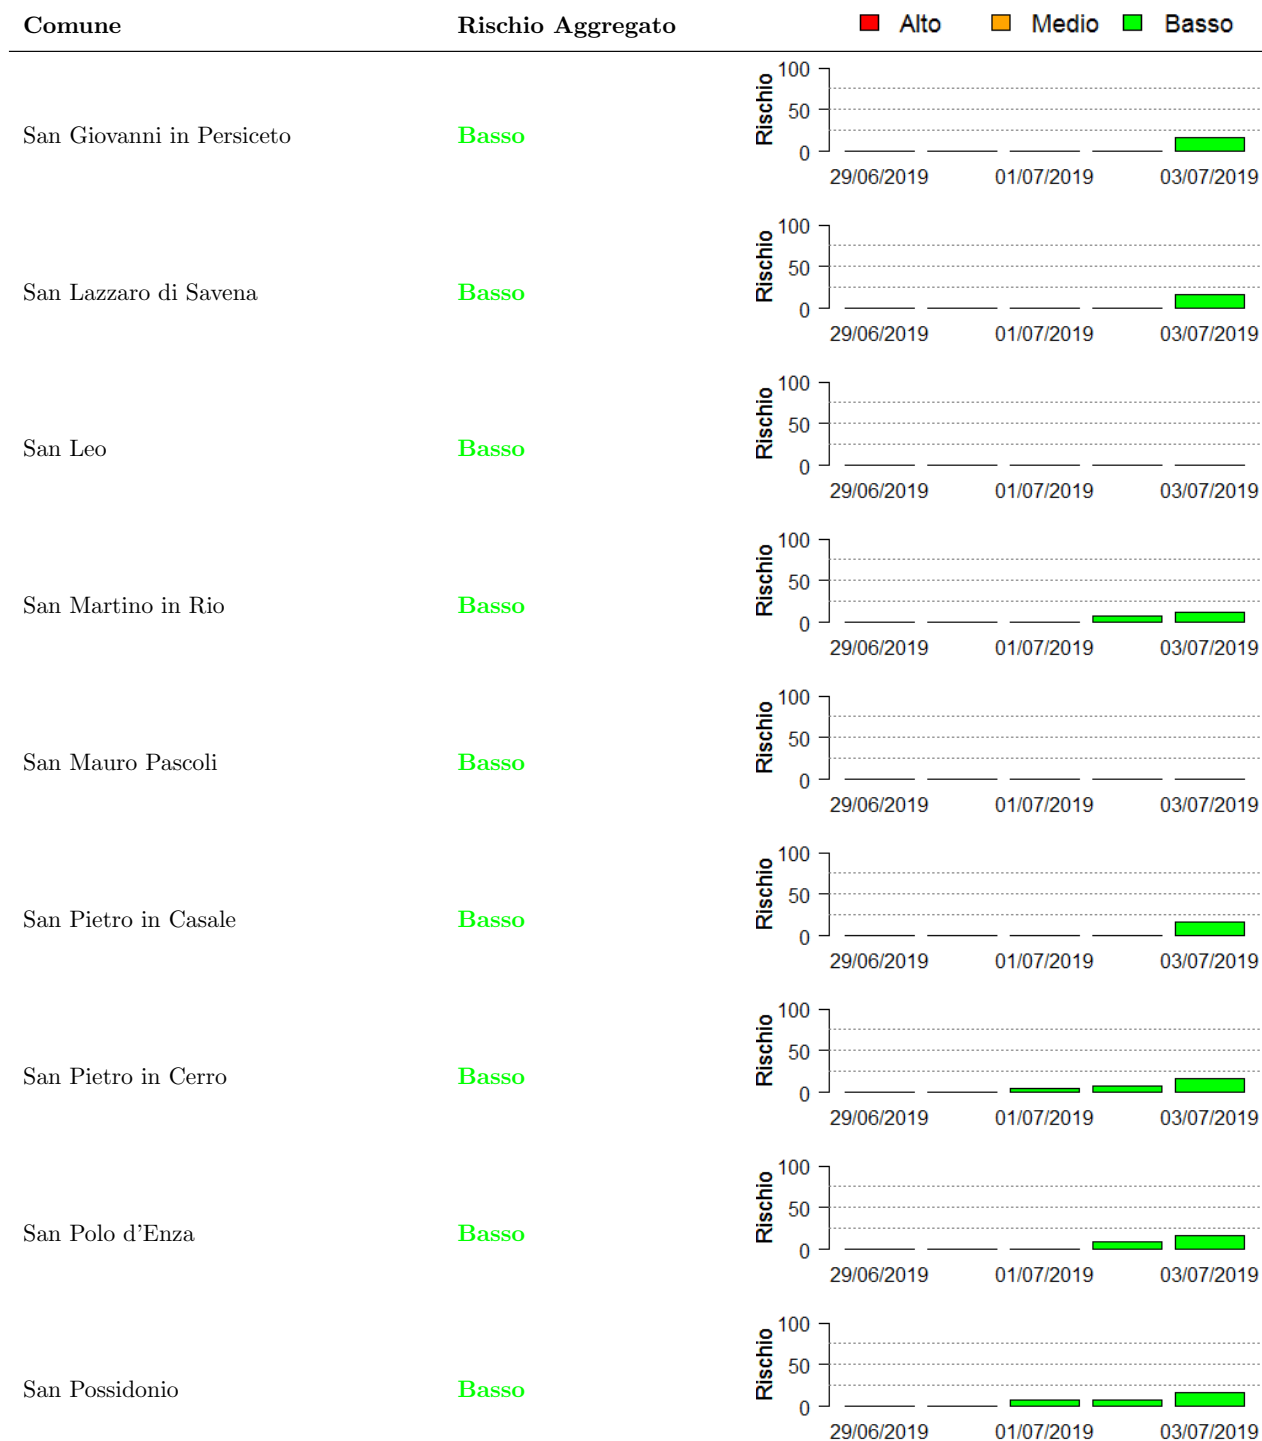 Comune Rischio Aggregato Alto Medio Basso
San Giovanni in Persiceto Basso
Rischio
100
50
0
29/06/2019 01/07/2019 03/07/2019
San Lazzaro di Savena Basso
Rischio
100
50
0
29/06/2019 01/07/2019 03/07/2019
San Leo Basso
Rischio
100
50
0
29/06/2019 01/07/2019 03/07/2019
San Martino in Rio Basso
Rischio
100
50
0
29/06/2019 01/07/2019 03/07/2019
San Mauro Pascoli Basso
Rischio
100
50
0
29/06/2019 01/07/2019 03/07/2019
San Pietro in Casale Basso
Rischio
100
50
0
29/06/2019 01/07/2019 03/07/2019
San Pietro in Cerro Basso
Rischio
100
50
0
29/06/2019 01/07/2019 03/07/2019
San Polo d'Enza Basso
Rischio
100
50
0
29/06/2019 01/07/2019 03/07/2019
San Possidonio Basso
Rischio
100
50
0
29/06/2019 01/07/2019 03/07/2019